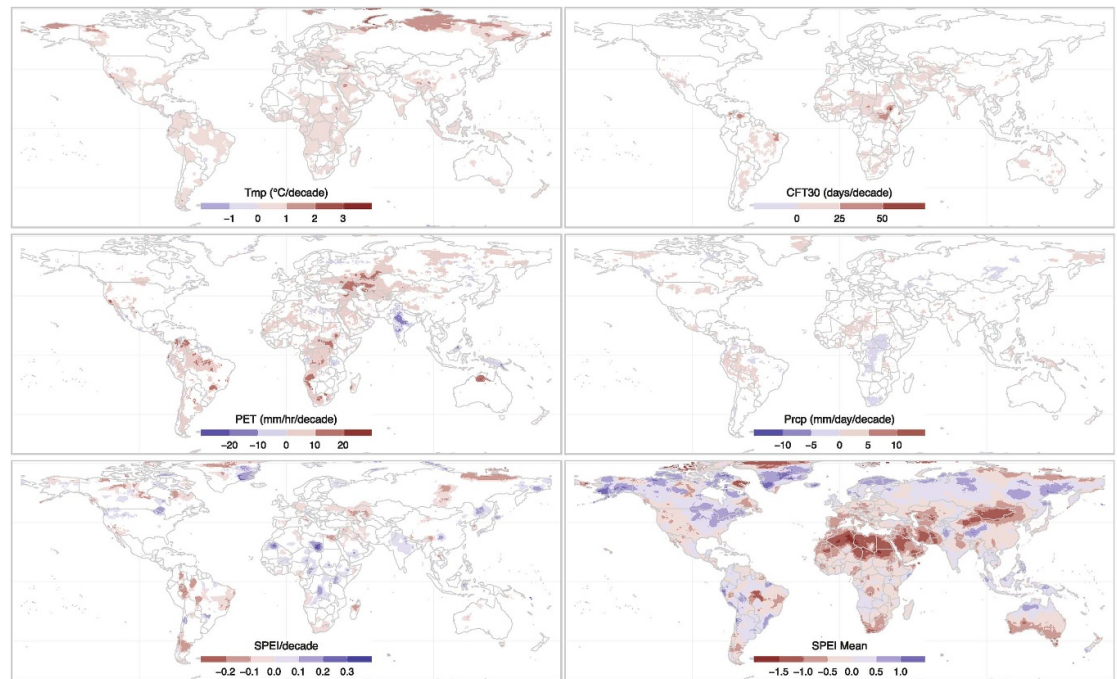 Tmp (°C/decade)
−1 0 1 2 3
CFT30 (days/decade)
0 25 50
PET (mm/hr/decade)
−20 −10 0 10 20
Prcp (mm/day/decade)
−10 −5 0 5 10
SPEI/decade
−0.2 −0.1 0.0 0.1 0.2 0.3
SPEI Mean
−1.5 −1.0 −0.5 0.0 0.5 1.0